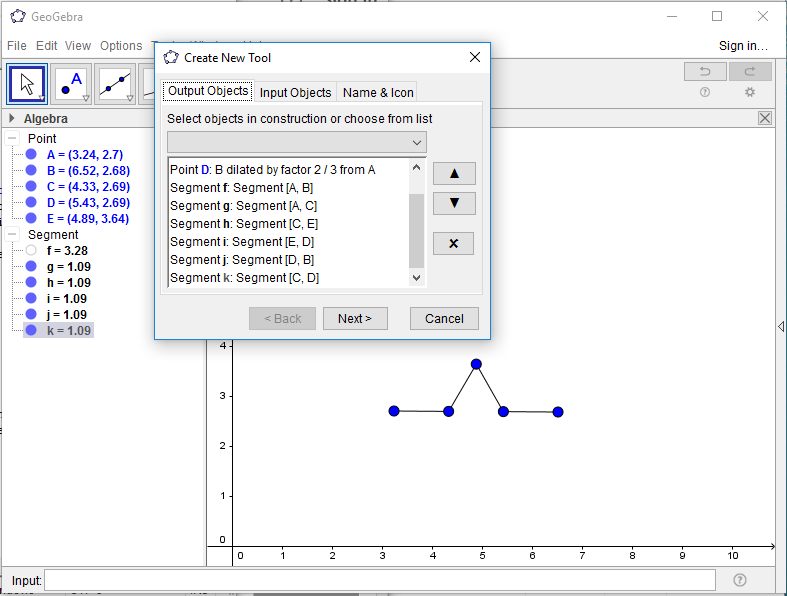 GeoGebra
File Edit View Options
Sign in...
Create New Tool
Output Objects Input Objects Name & Icon
Select objects in construction or choose from list
Point D: B dilated by factor 2 / 3 from A
Segment f: Segment [A, B]
Segment g: Segment [A, C]
Segment h: Segment [C, E]
Segment i: Segment [E, D]
Segment j: Segment [D, B]
Segment k: Segment [C, D]
< Back Next > Cancel
A
Algebra
Point
A = (3.24, 2.7)
B = (6.52, 2.68)
C = (4.33, 2.69)
D = (5.43, 2.69)
E = (4.89, 3.64)
Segment
f = 3.28
g = 1.09
h = 1.09
i = 1.09
j = 1.09
k = 1.09
4
3
2
1
0
0 1 2 3 4 5 6 7 8 9 10
Input: